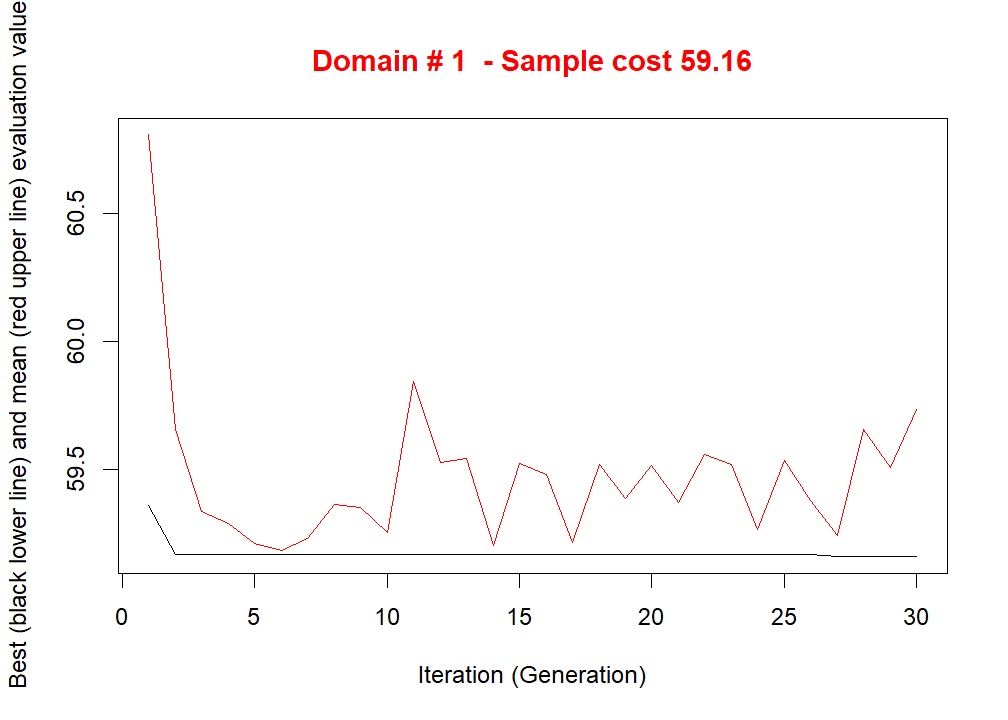 Domain # 1  - Sample cost 59.16
Best (black lower line) and mean (red upper line) evaluation value
60.5
60.0
59.5
0 5 10 15 20 25 30
Iteration (Generation)